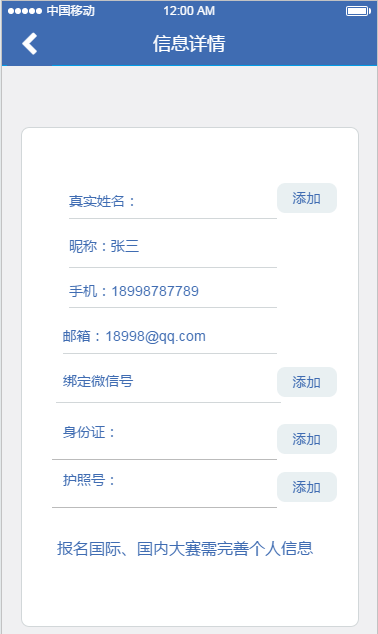 中国移动 12:00 AM
信息详情
真实姓名： 添加
昵称：张三
手机：18998787789
邮箱：18998@qq.com
绑定微信号 添加
身份证： 添加
护照号： 添加
报名国际、国内大赛需完善个人信息